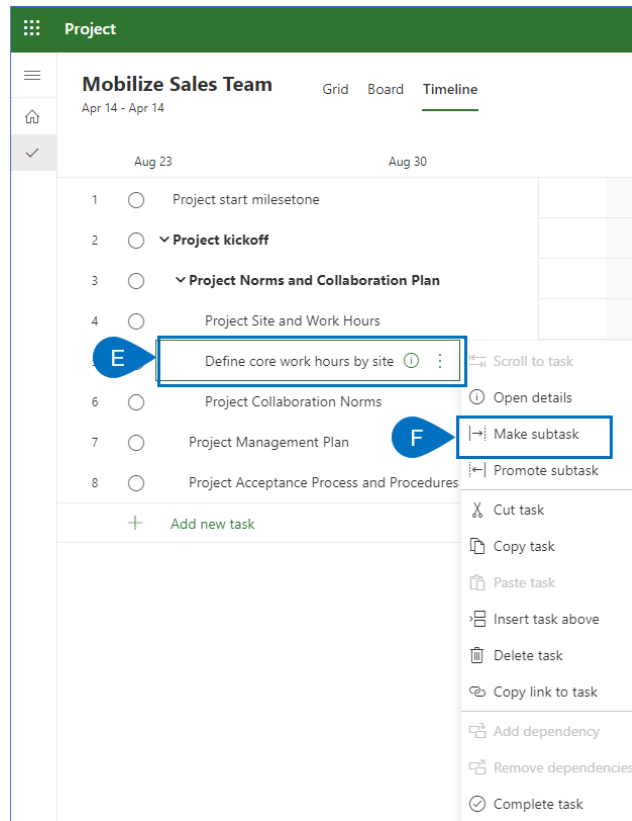 Project
Mobilize Sales Team
Grid Board Timeline
Apr 14 - Apr 14
Aug 23 Aug 30
1 Project start milesetone
2 Project kickoff
3 Project Norms and Collaboration Plan
4 Project Site and Work Hours
E Define core work hours by site
6 Project Collaboration Norms
7 Project Management Plan
8 Project Acceptance Process and Procedures
Add new task
Scroll to task
Open details
F Make subtask
Promote subtask
Cut task
Copy task
Paste task
Insert task above
Delete task
Copy link to task
Add dependency
Remove dependencies
Complete task